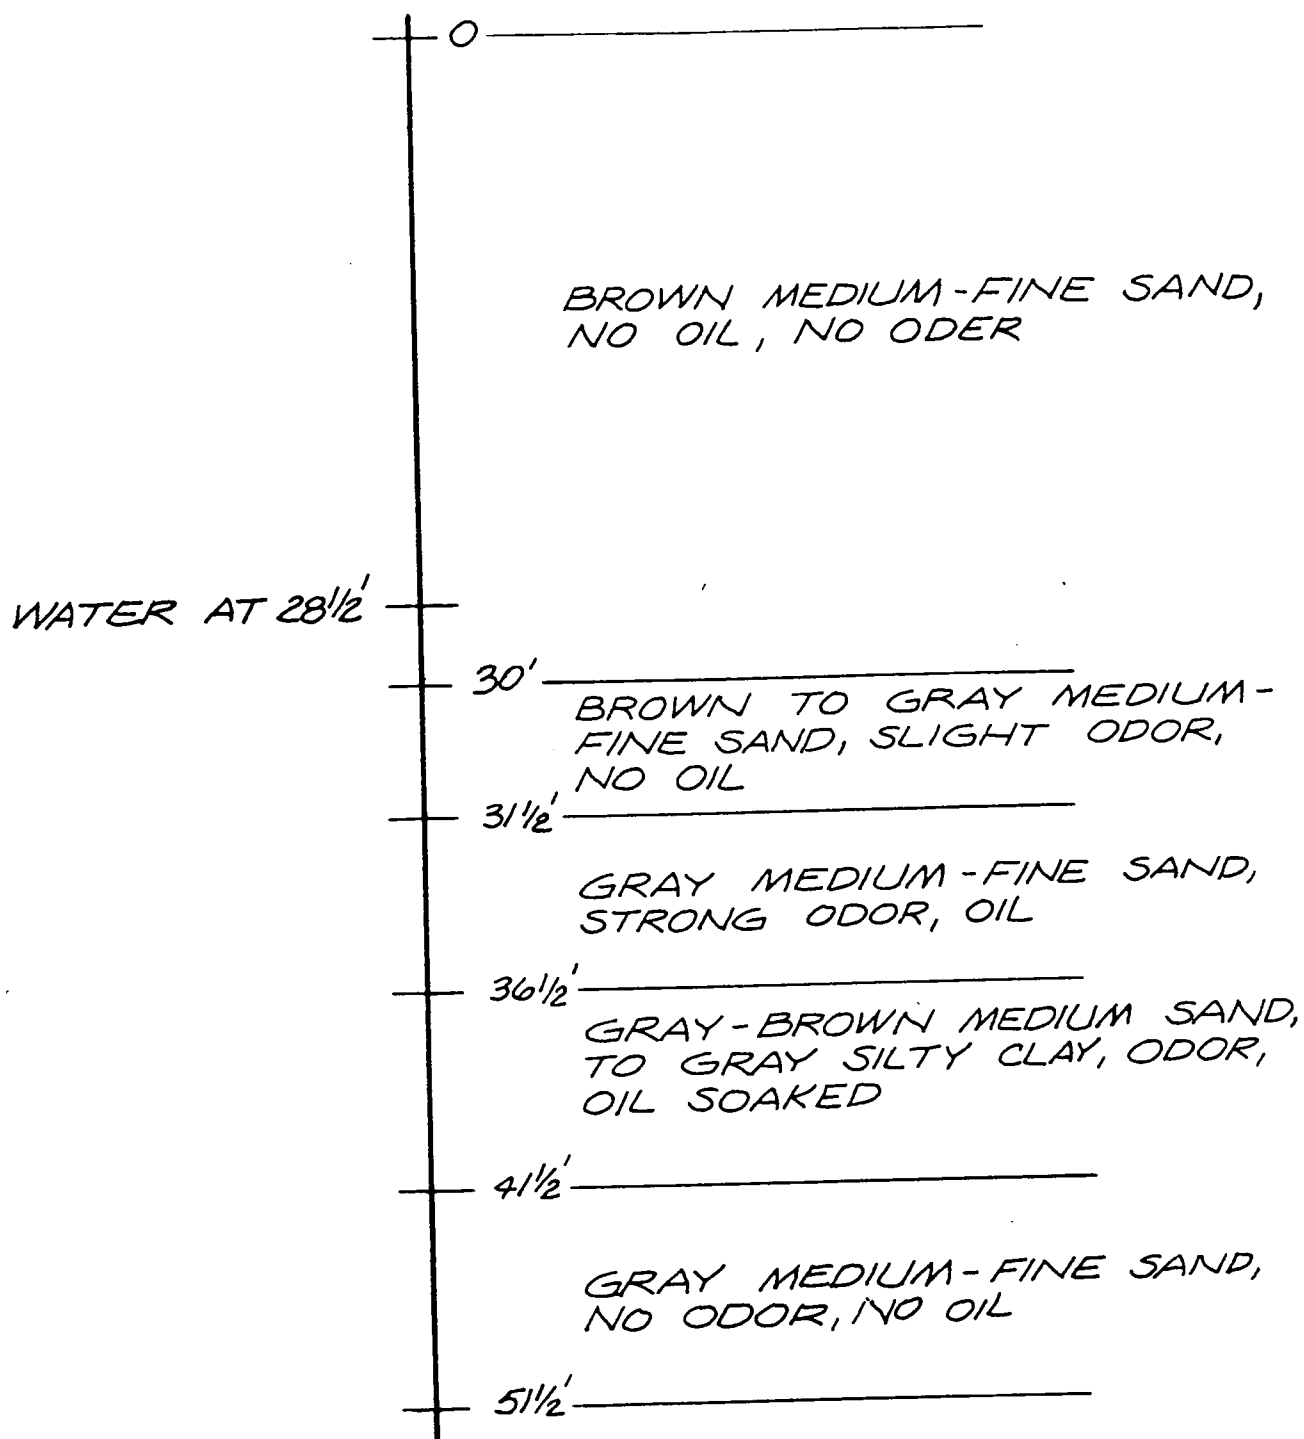 0
BROWN MEDIUM-FINE SAND,
NO OIL, NO ODER
WATER AT 28½'
30'
BROWN TO GRAY MEDIUM-
FINE SAND, SLIGHT ODOR,
NO OIL
31½'
GRAY MEDIUM-FINE SAND,
STRONG ODOR, OIL
36½'
GRAY-BROWN MEDIUM SAND,
TO GRAY SILTY CLAY, ODOR,
OIL SOAKED
41½'
GRAY MEDIUM-FINE SAND,
NO ODOR, NO OIL
51½'